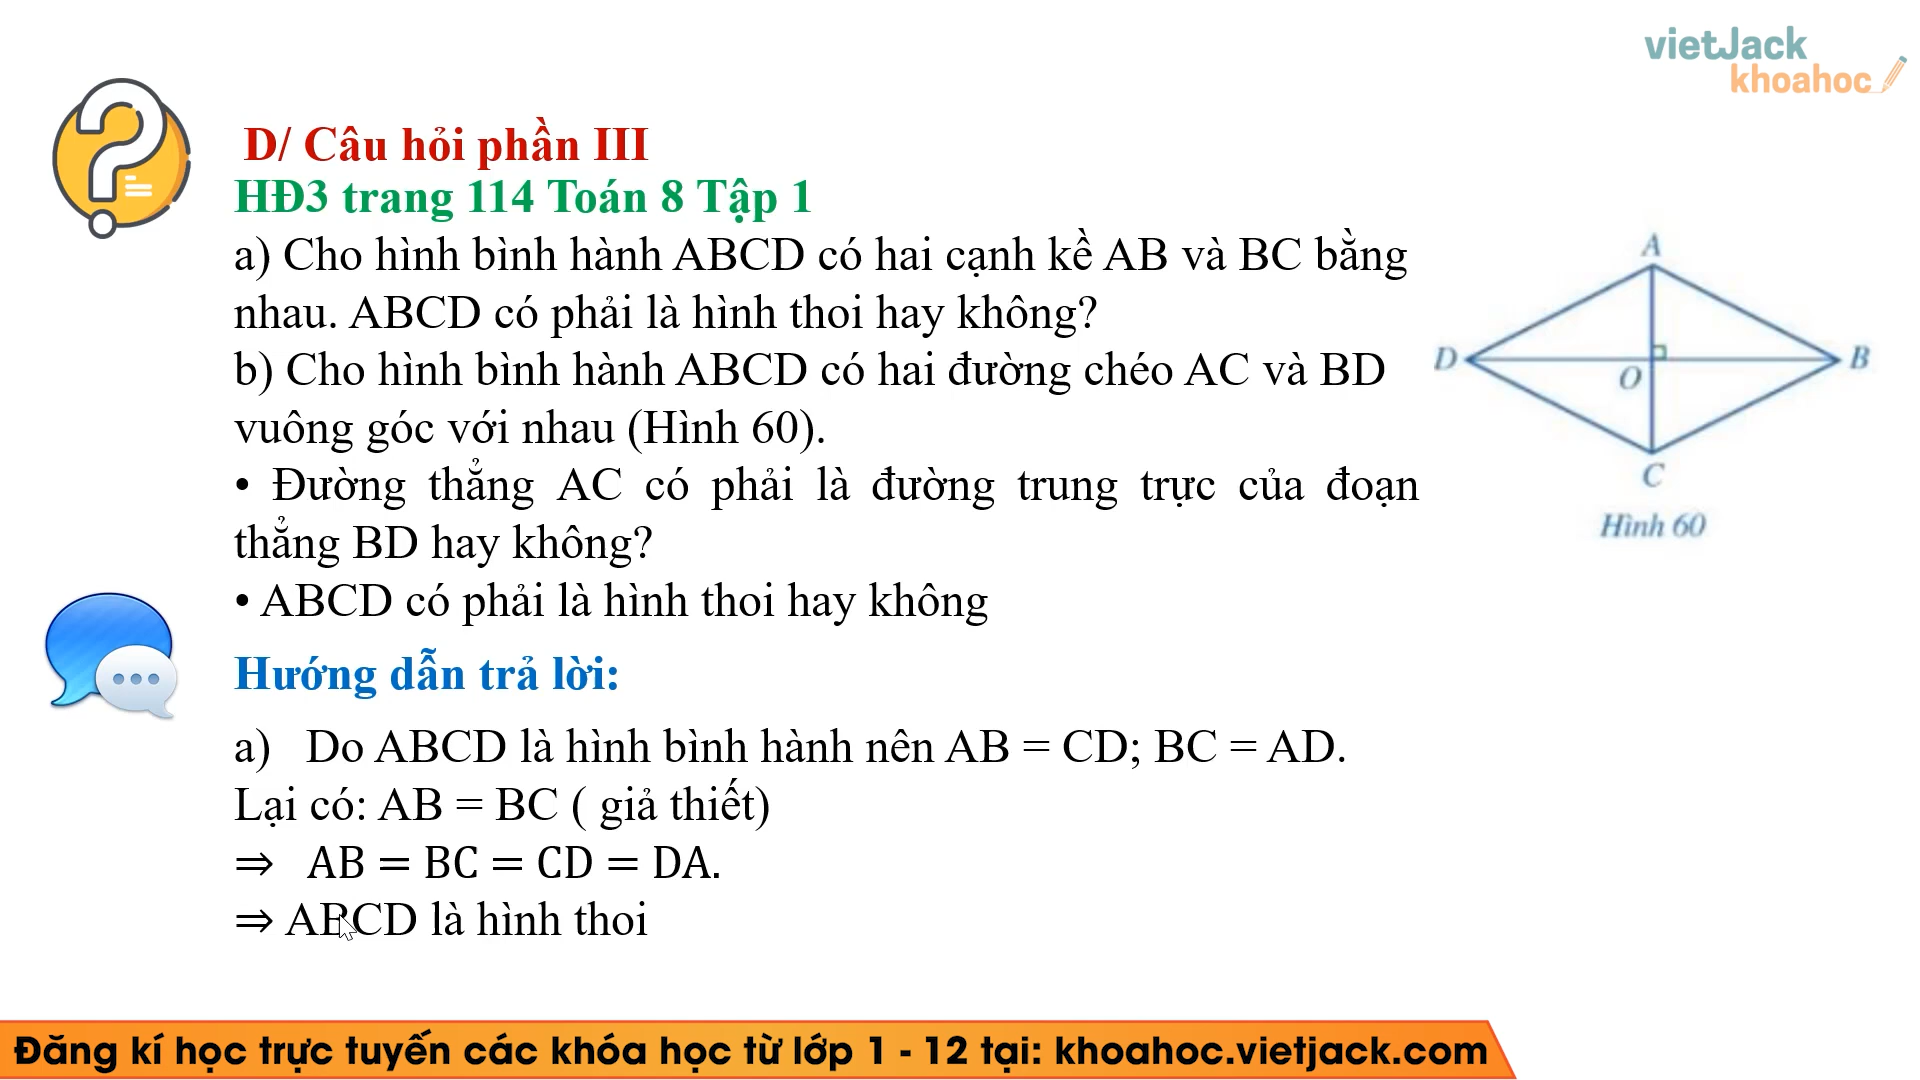 vietJack
khoahoc
D/ Câu hỏi phần III
HĐ3 trang 114 Toán 8 Tập 1
a) Cho hình bình hành ABCD có hai cạnh kề AB và BC bằng
nhau. ABCD có phải là hình thoi hay không?
b) Cho hình bình hành ABCD có hai đường chéo AC và BD
vuông góc với nhau (Hình 60).
• Đường thẳng AC có phải là đường trung trực của đoạn
thẳng BD hay không?
• ABCD có phải là hình thoi hay không
A
D
B
O
C
Hình 60
Hướng dẫn trả lời:
a) Do ABCD là hình bình hành nên AB = CD; BC = AD.
Lại có: AB = BC ( giả thiết)
⇒ AB = BC = CD = DA.
⇒ ABCD là hình thoi
Đăng kí học trực tuyến các khóa học từ lớp 1 - 12 tại: khoahoc.vietjack.com